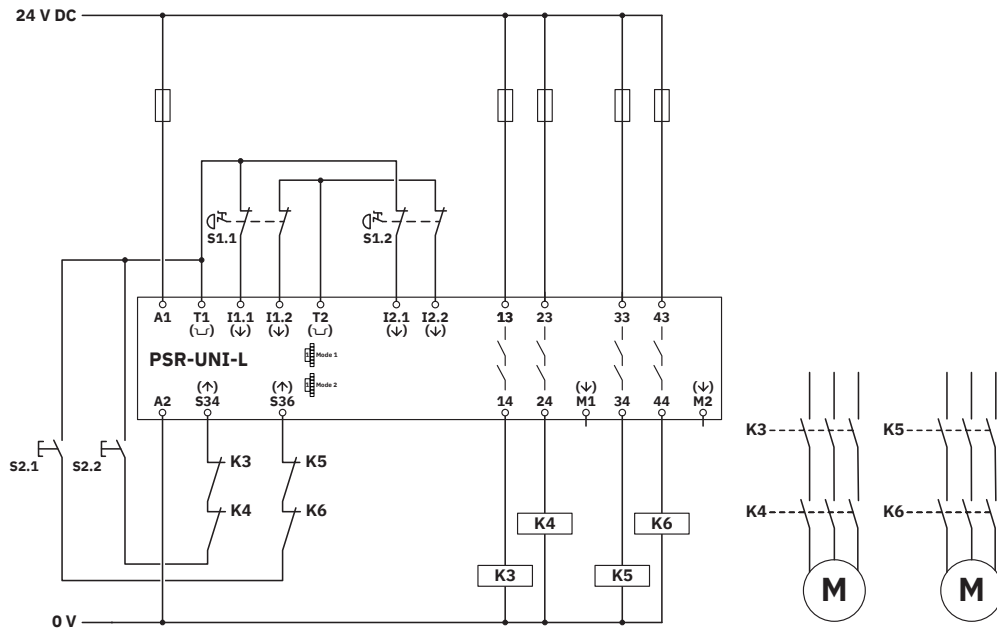 24 V DC
S1.1
S1.2
A1 T1 I1.1 I1.2 T2 I2.1 I2.2 13 23 33 43
(⎵) (↓) (↓) (⎵) (↓) (↓)
PSR-UNI-L
1 Mode 1
1 Mode 2
(↑) (↑) (↓) (↓)
A2 S34 S36 14 24 M1 34 44 M2
K3 K5
S2.1 S2.2
K3 K5
K4 K6
K4 K6
K4 K6
K3 K5
M M
0 V